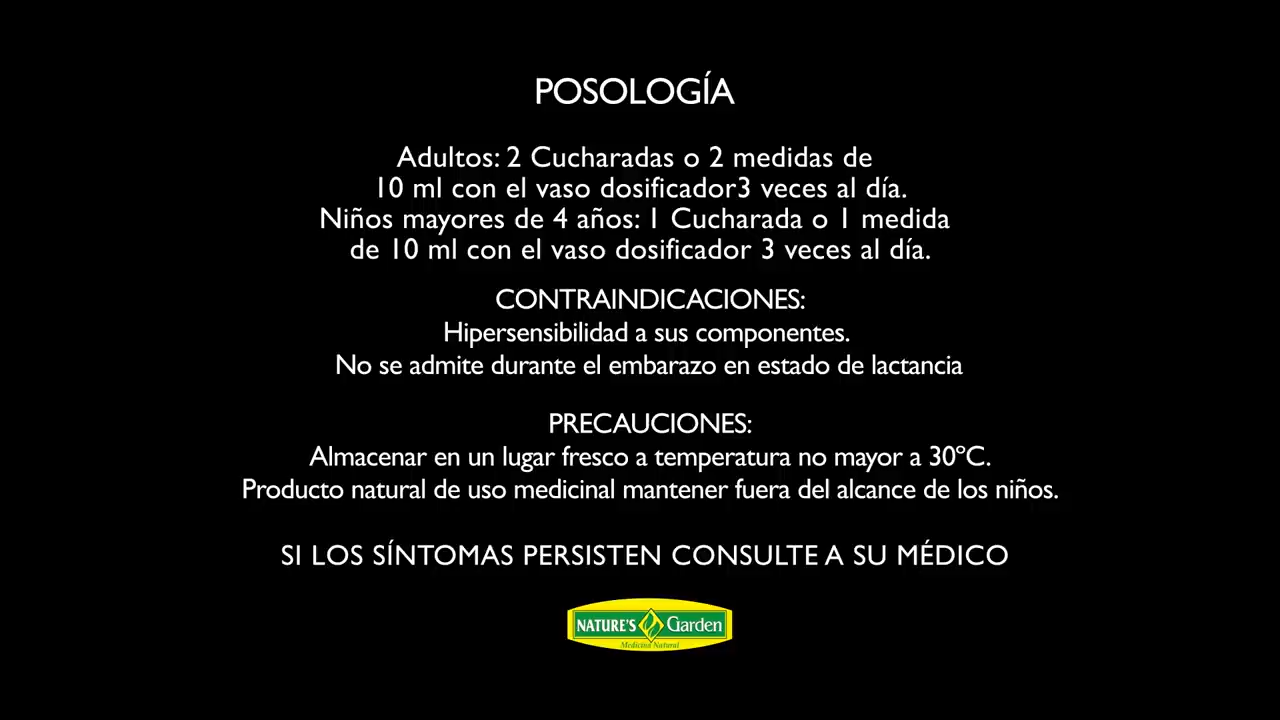 POSOLOGÍA
Adultos: 2 Cucharadas o 2 medidas de
10 ml con el vaso dosificador3 veces al día.
Niños mayores de 4 años: 1 Cucharada o 1 medida
de 10 ml con el vaso dosificador 3 veces al día.
CONTRAINDICACIONES:
Hipersensibilidad a sus componentes.
No se admite durante el embarazo en estado de lactancia
PRECAUCIONES:
Almacenar en un lugar fresco a temperatura no mayor a 30ºC.
Producto natural de uso medicinal mantener fuera del alcance de los niños.
SI LOS SÍNTOMAS PERSISTEN CONSULTE A SU MÉDICO
NATURE'S Garden
Medicina Natural